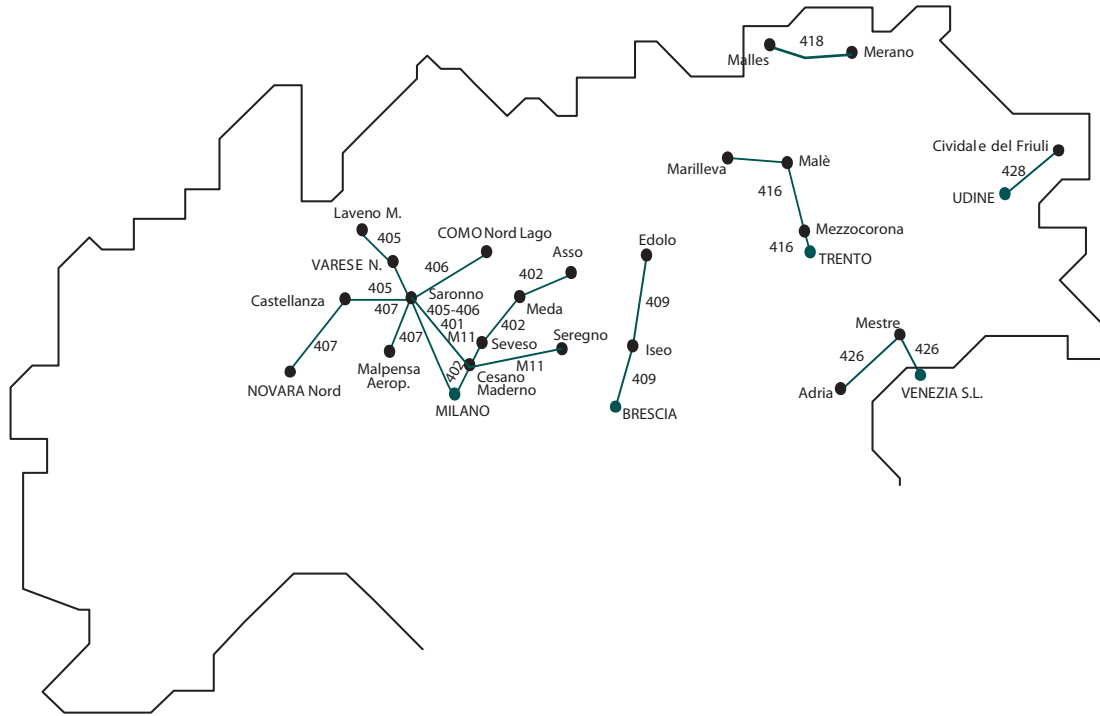 418
Malles
Merano
Cividale del Friuli
428
UDINE
Marilleva
Malè
416
Mezzocorona
416
TRENTO
Laveno M.
405
VARESE N.
COMO Nord Lago
406
Asso
402
Edolo
405
Castellanza
407
Saronno
405-406
401
M11
Meda
402
409
407
407
Malpensa
Aerop.
NOVARA Nord
Seveso
Seregno
M11
402
Cesano
Maderno
MILANO
Iseo
409
BRESCIA
Mestre
426
426
Adria
VENEZIA S.L.